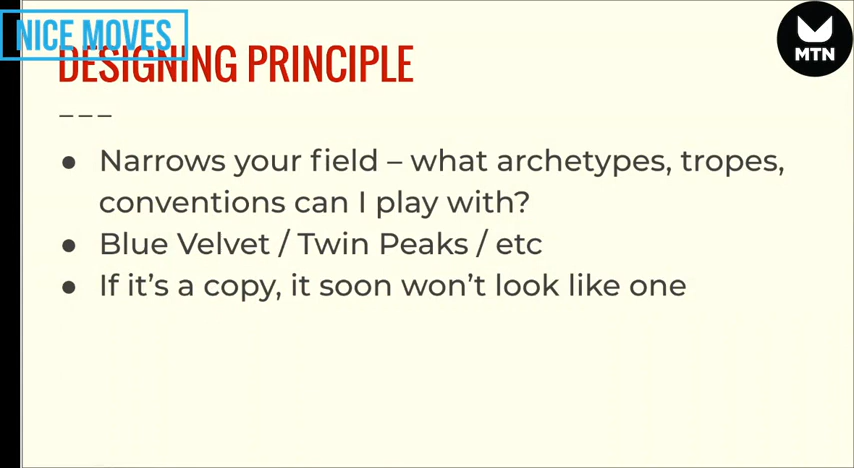 NICE MOVES
MTN
DESIGNING PRINCIPLE
---
● Narrows your field – what archetypes, tropes,
conventions can I play with?
● Blue Velvet / Twin Peaks / etc
● If it's a copy, it soon won't look like one